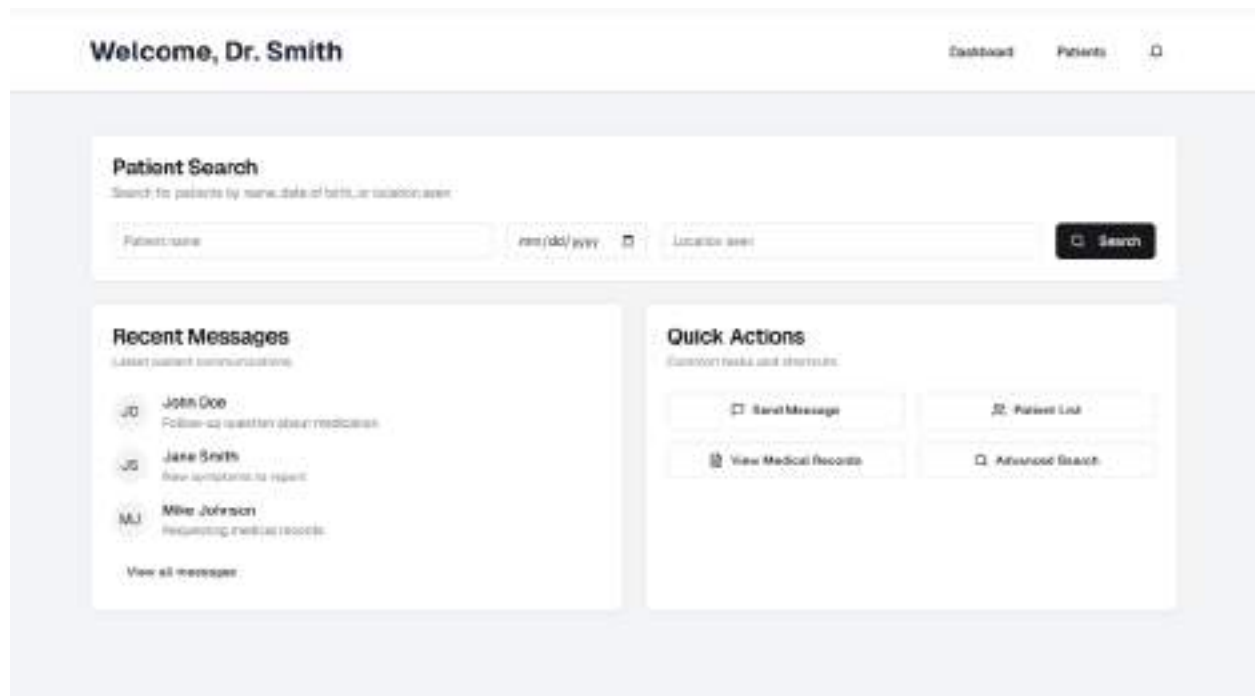 Welcome, Dr. Smith
Dashboard Patients
Patient Search
Search for patients by name, date of birth, or location seen
Patient name mm/dd/yyyy Location seen Search
Recent Messages
Latest patient communications
JD John Doe
Follow-up question about medication
JS Jane Smith
New symptoms to report
MJ Mike Johnson
Requesting medical records
View all messages
Quick Actions
Common tasks and shortcuts
Send Message Patient List
View Medical Records Advanced Search